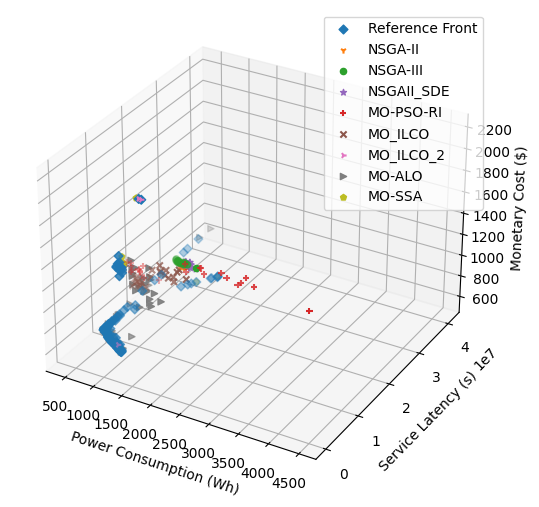 Reference Front
NSGA-II
NSGA-III
NSGAII_SDE
MO-PSO-RI
MO_ILCO
MO_ILCO_2
MO-ALO
MO-SSA
2200
2000
1800
1600
1400
1200
1000
800
600
Monetary Cost ($)
500
1000
1500
2000
2500
3000
3500
4000
4500
Power Consumption (Wh)
0
1
2
3
4
1e7
Service Latency (s)